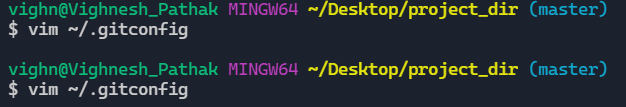 vighn@Vighnesh_Pathak MINGW64 ~/Desktop/project_dir (master)
$ vim ~/.gitconfig
vighn@Vighnesh_Pathak MINGW64 ~/Desktop/project_dir (master)
$ vim ~/.gitconfig